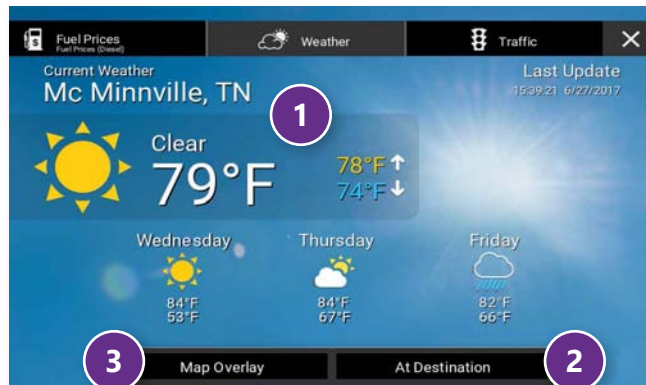 Fuel Prices
Fuel Prices (Diesel)
Weather
Traffic
X
Current Weather
Mc Minnville, TN
Last Update
15:39:21 6/27/2017
1
Clear
79°F
78°F ↑
74°F ↓
Wednesday
Thursday
Friday
84°F
53°F
84°F
67°F
82°F
66°F
3
Map Overlay
At Destination
2